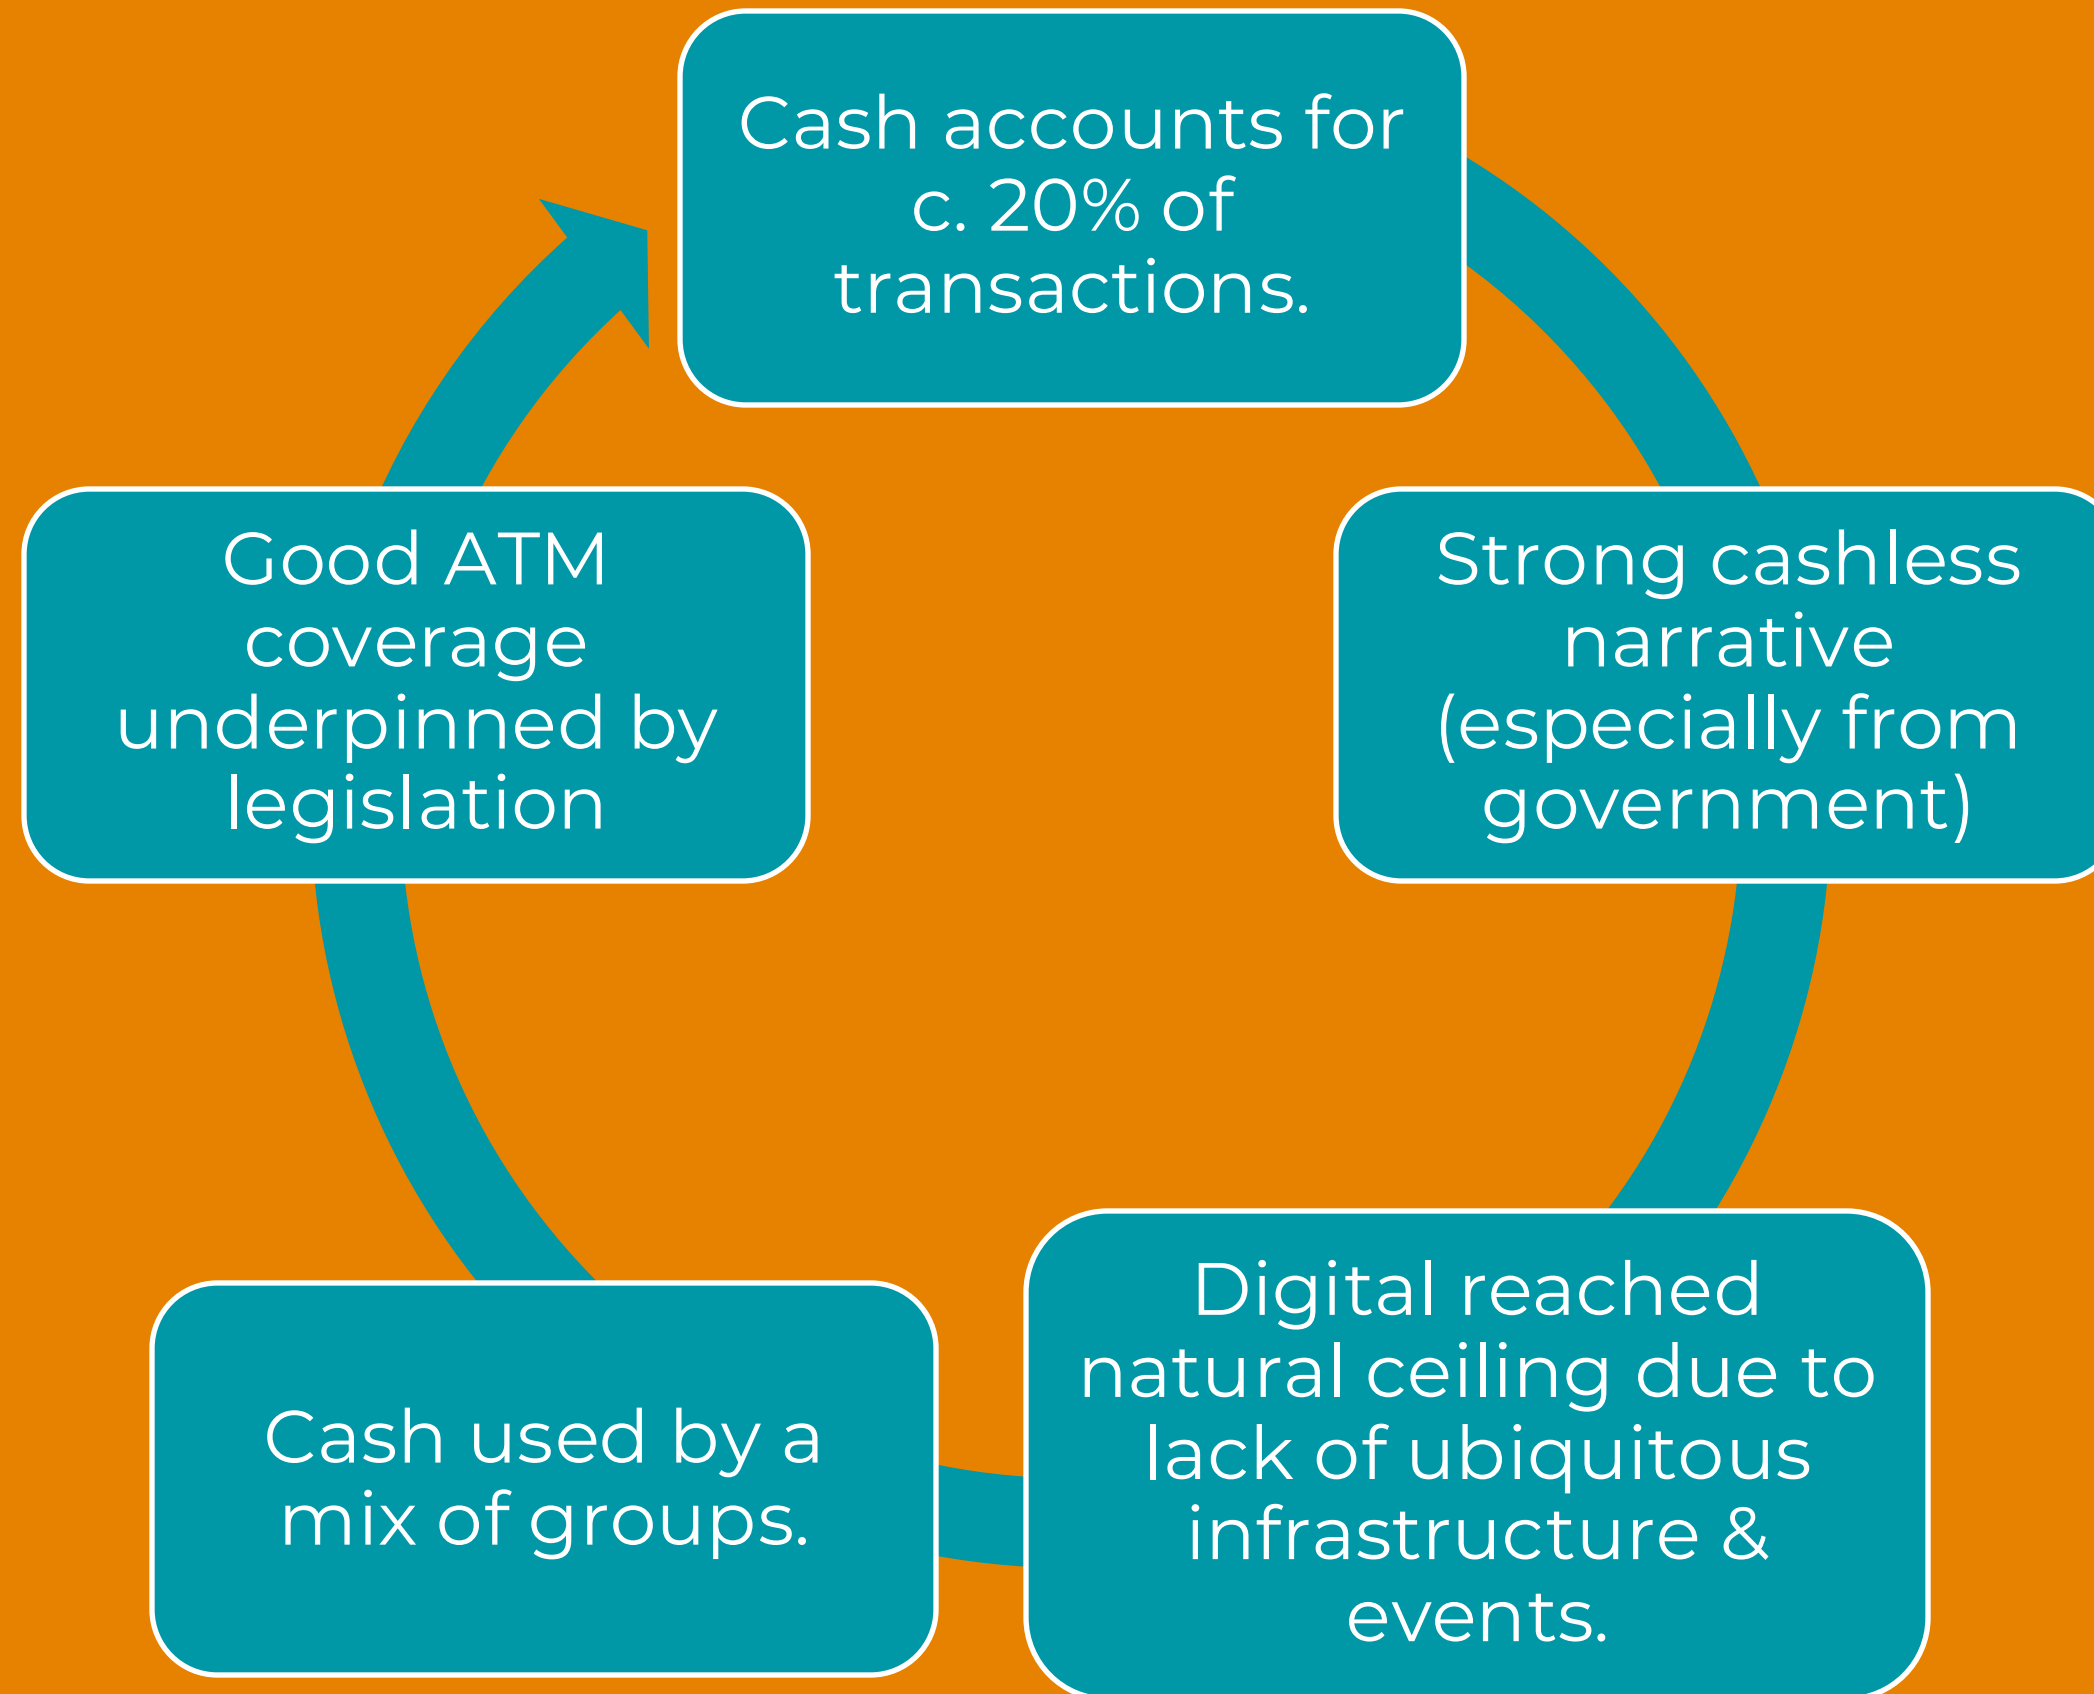 Cash accounts for
c. 20% of
transactions.
Strong cashless
narrative
(especially from
government)
Digital reached
natural ceiling due to
lack of ubiquitous
infrastructure &
events.
Cash used by a
mix of groups.
Good ATM
coverage
underpinned by
legislation